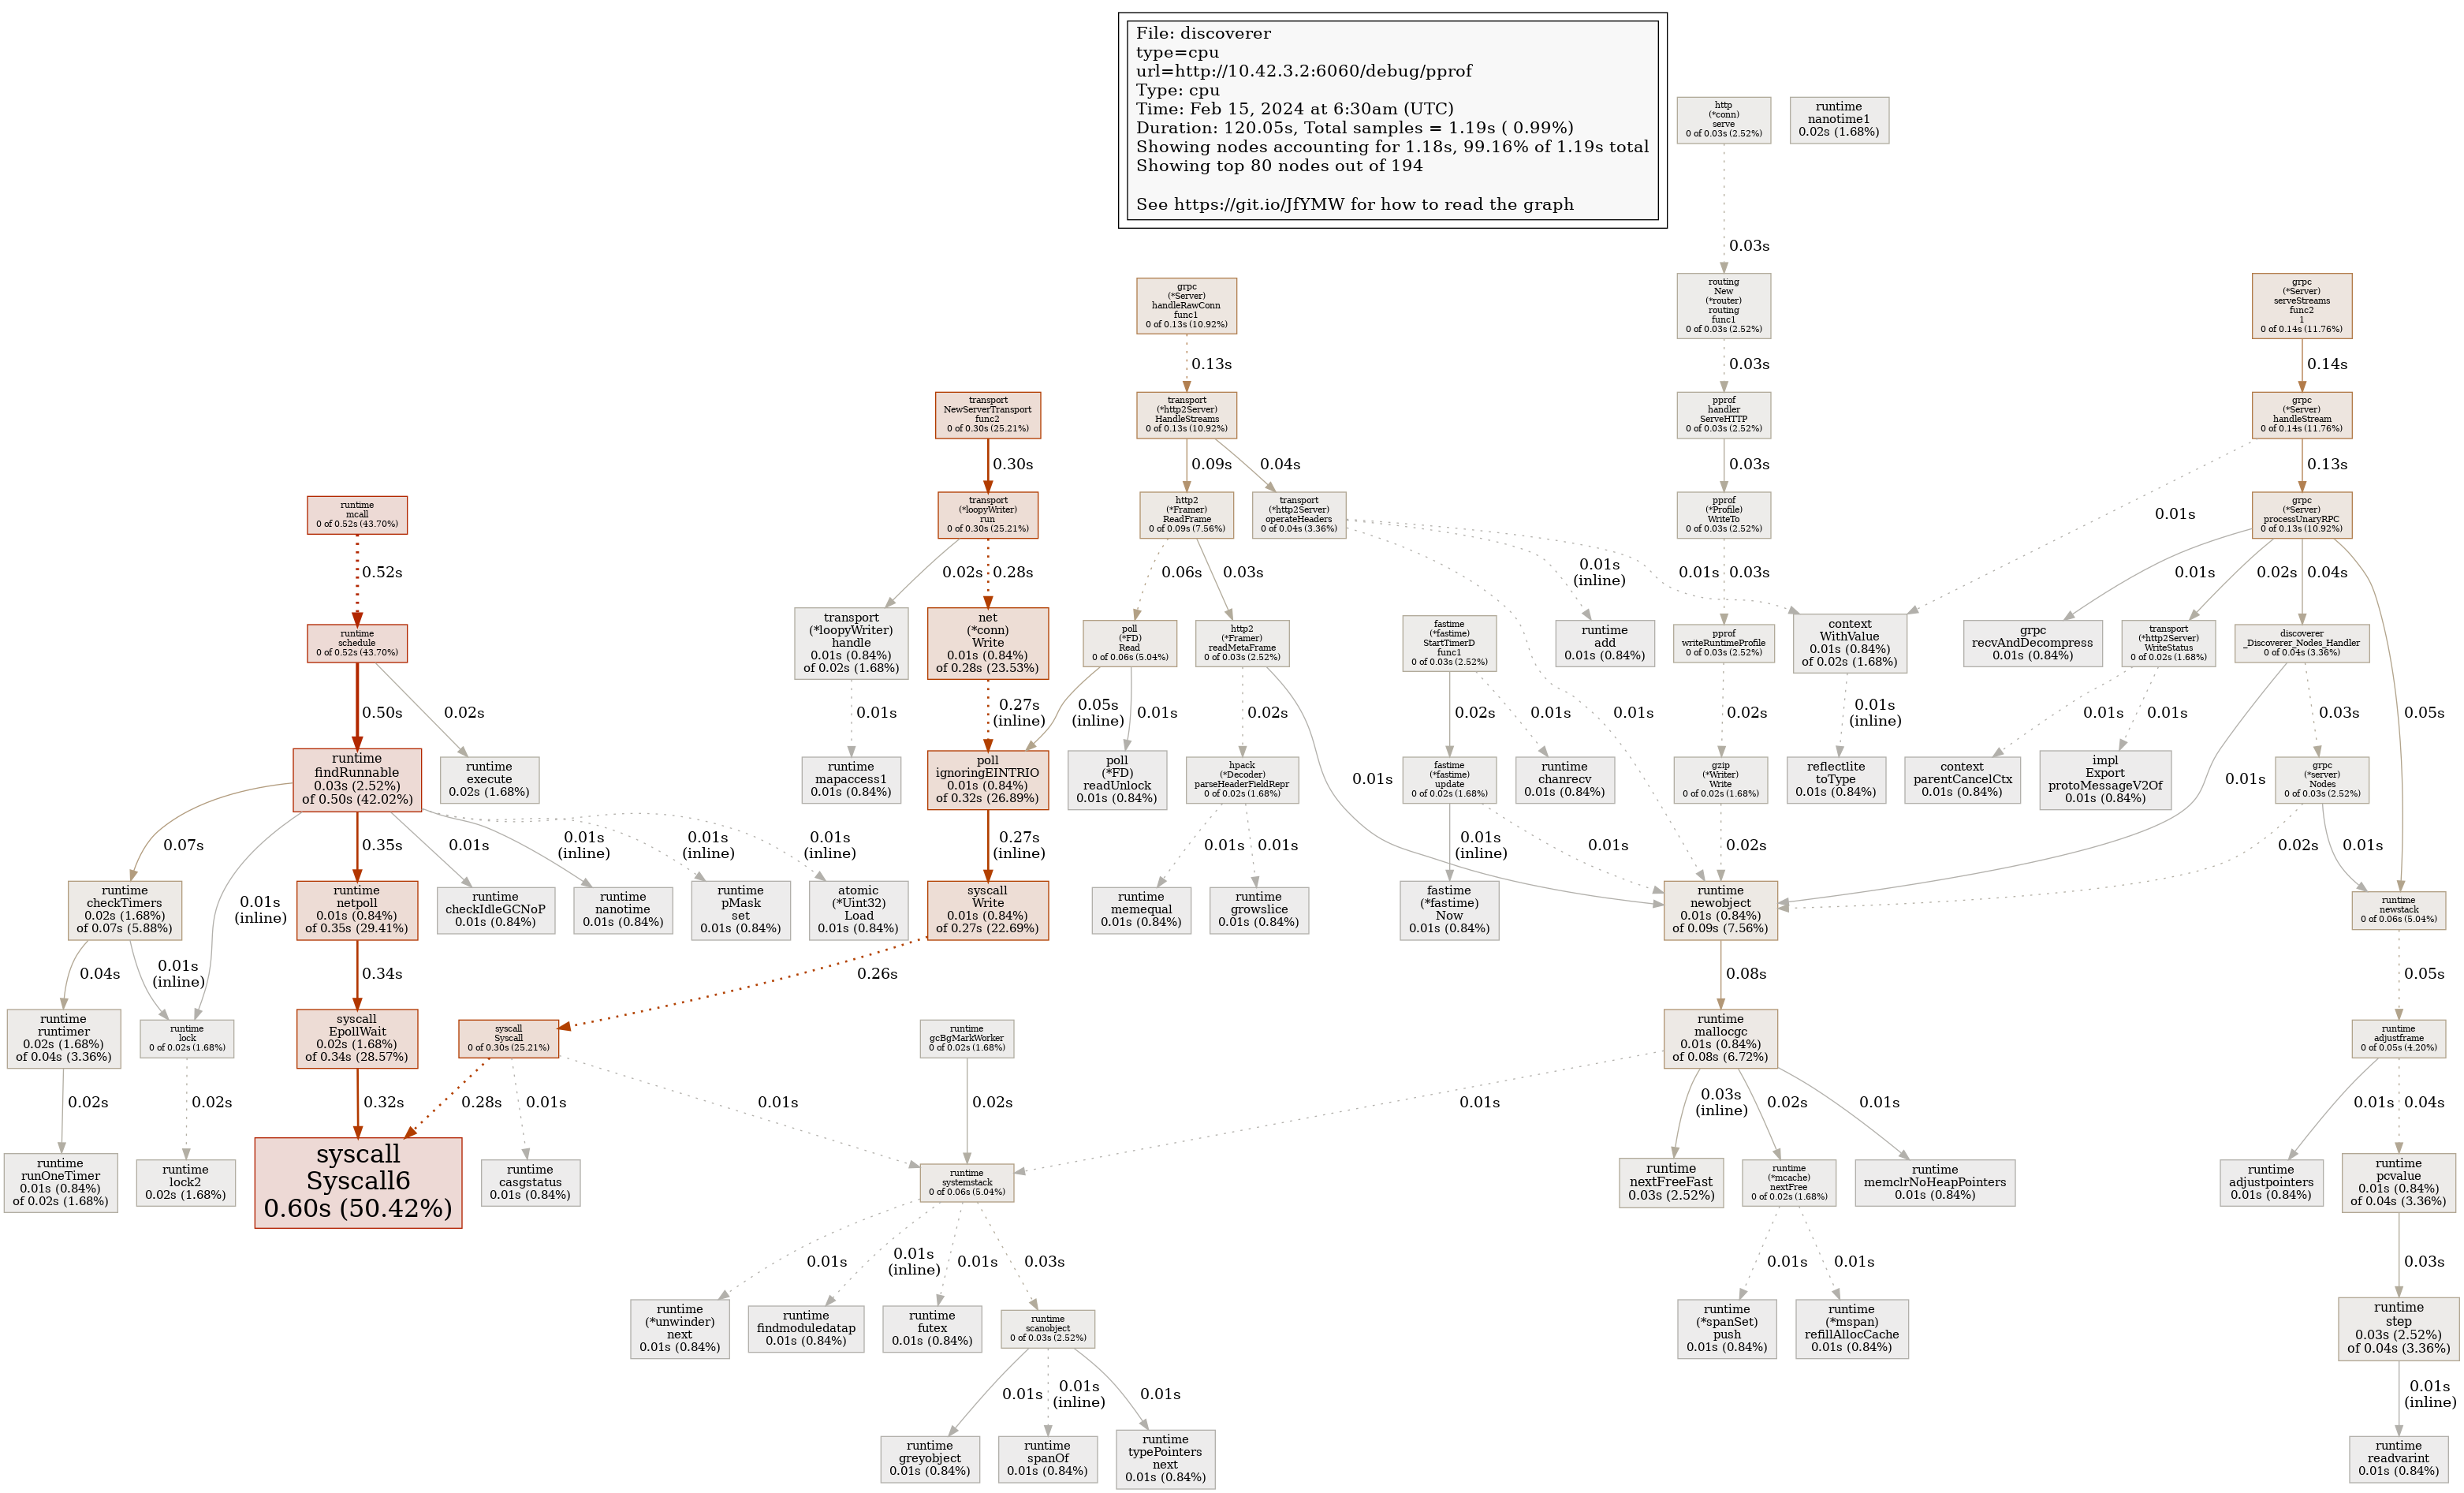 File: discoverer
type=cpu
url=http://10.42.3.2:6060/debug/pprof
Type: cpu
Time: Feb 15, 2024 at 6:30am (UTC)
Duration: 120.05s, Total samples = 1.19s ( 0.99%)
Showing nodes accounting for 1.18s, 99.16% of 1.19s total
Showing top 80 nodes out of 194
See https://git.io/JfYMW for how to read the graph
http
(*conn)
serve
0 of 0.03s (2.52%)
runtime
nanotime1
0.02s (1.68%)
0.03s
grpc
(*Server)
handleRawConn
func1
0 of 0.13s (10.92%)
routing
New
(*router)
routing
func1
0 of 0.03s (2.52%)
grpc
(*Server)
serveStreams
func2
1
0 of 0.14s (11.76%)
0.13s
0.03s
0.14s
transport
NewServerTransport
func2
0 of 0.30s (25.21%)
transport
(*http2Server)
HandleStreams
0 of 0.13s (10.92%)
pprof
handler
ServeHTTP
0 of 0.03s (2.52%)
grpc
(*Server)
handleStream
0 of 0.14s (11.76%)
0.30s
0.09s
0.04s
0.03s
0.13s
0.01s
runtime
mcall
0 of 0.52s (43.70%)
transport
(*loopyWriter)
run
0 of 0.30s (25.21%)
http2
(*Framer)
ReadFrame
0 of 0.09s (7.56%)
transport
(*http2Server)
operateHeaders
0 of 0.04s (3.36%)
pprof
(*Profile)
WriteTo
0 of 0.03s (2.52%)
grpc
(*Server)
processUnaryRPC
0 of 0.13s (10.92%)
0.52s
0.02s
0.28s
0.06s
0.03s
0.01s
(inline)
0.01s
0.03s
0.01s
0.02s
0.04s
runtime
schedule
0 of 0.52s (43.70%)
transport
(*loopyWriter)
handle
0.01s (0.84%)
of 0.02s (1.68%)
net
(*conn)
Write
0.01s (0.84%)
of 0.28s (23.53%)
poll
(*FD)
Read
0 of 0.06s (5.04%)
http2
(*Framer)
readMetaFrame
0 of 0.03s (2.52%)
fastime
(*fastime)
StartTimerD
func1
0 of 0.03s (2.52%)
runtime
add
0.01s (0.84%)
pprof
writeRuntimeProfile
0 of 0.03s (2.52%)
context
WithValue
0.01s (0.84%)
of 0.02s (1.68%)
grpc
recvAndDecompress
0.01s (0.84%)
transport
(*http2Server)
WriteStatus
0 of 0.02s (1.68%)
discoverer
_Discoverer_Nodes_Handler
0 of 0.04s (3.36%)
0.50s
0.02s
0.01s
0.27s
(inline)
0.05s
(inline)
0.01s
0.02s
0.02s
0.01s
0.01s
0.02s
0.01s
(inline)
0.01s
0.01s
0.03s
0.05s
runtime
findRunnable
0.03s (2.52%)
of 0.50s (42.02%)
runtime
execute
0.02s (1.68%)
runtime
mapaccess1
0.01s (0.84%)
poll
ignoringEINTRIO
0.01s (0.84%)
of 0.32s (26.89%)
poll
(*FD)
readUnlock
0.01s (0.84%)
hpack
(*Decoder)
parseHeaderFieldRepr
0 of 0.02s (1.68%)
fastime
(*fastime)
update
0 of 0.02s (1.68%)
runtime
chanrecv
0.01s (0.84%)
gzip
(*Writer)
Write
0 of 0.02s (1.68%)
reflectlite
toType
0.01s (0.84%)
context
parentCancelCtx
0.01s (0.84%)
impl
Export
protoMessageV2Of
0.01s (0.84%)
grpc
(*server)
Nodes
0 of 0.03s (2.52%)
0.01s
0.01s
0.07s
0.01s
(inline)
0.35s
0.01s
0.01s
(inline)
0.01s
(inline)
0.01s
(inline)
0.27s
(inline)
0.01s
0.01s
0.01s
(inline)
0.01s
0.02s
0.02s
0.01s
runtime
checkTimers
0.02s (1.68%)
of 0.07s (5.88%)
runtime
netpoll
0.01s (0.84%)
of 0.35s (29.41%)
runtime
checkIdleGCNoP
0.01s (0.84%)
runtime
nanotime
0.01s (0.84%)
runtime
pMask
set
0.01s (0.84%)
atomic
(*Uint32)
Load
0.01s (0.84%)
syscall
Write
0.01s (0.84%)
of 0.27s (22.69%)
runtime
memequal
0.01s (0.84%)
runtime
growslice
0.01s (0.84%)
fastime
(*fastime)
Now
0.01s (0.84%)
runtime
newobject
0.01s (0.84%)
of 0.09s (7.56%)
runtime
newstack
0 of 0.06s (5.04%)
0.04s
0.01s
(inline)
0.34s
0.26s
0.08s
0.05s
runtime
runtimer
0.02s (1.68%)
of 0.04s (3.36%)
runtime
lock
0 of 0.02s (1.68%)
syscall
EpollWait
0.02s (1.68%)
of 0.34s (28.57%)
syscall
Syscall
0 of 0.30s (25.21%)
runtime
gcBgMarkWorker
0 of 0.02s (1.68%)
runtime
mallocgc
0.01s (0.84%)
of 0.08s (6.72%)
runtime
adjustframe
0 of 0.05s (4.20%)
0.02s
0.02s
0.32s
0.28s
0.01s
0.01s
0.02s
0.01s
0.03s
(inline)
0.02s
0.01s
0.01s
0.04s
runtime
runOneTimer
0.01s (0.84%)
of 0.02s (1.68%)
runtime
lock2
0.02s (1.68%)
syscall
Syscall6
0.60s (50.42%)
runtime
casgstatus
0.01s (0.84%)
runtime
systemstack
0 of 0.06s (5.04%)
runtime
nextFreeFast
0.03s (2.52%)
runtime
(*mcache)
nextFree
0 of 0.02s (1.68%)
runtime
memclrNoHeapPointers
0.01s (0.84%)
runtime
adjustpointers
0.01s (0.84%)
runtime
pcvalue
0.01s (0.84%)
of 0.04s (3.36%)
0.01s
0.01s
(inline)
0.01s
0.03s
0.01s
0.01s
0.03s
runtime
(*unwinder)
next
0.01s (0.84%)
runtime
findmoduledatap
0.01s (0.84%)
runtime
futex
0.01s (0.84%)
runtime
scanobject
0 of 0.03s (2.52%)
runtime
(*spanSet)
push
0.01s (0.84%)
runtime
(*mspan)
refillAllocCache
0.01s (0.84%)
runtime
step
0.03s (2.52%)
of 0.04s (3.36%)
0.01s
0.01s
(inline)
0.01s
0.01s
(inline)
runtime
greyobject
0.01s (0.84%)
runtime
spanOf
0.01s (0.84%)
runtime
typePointers
next
0.01s (0.84%)
runtime
readvarint
0.01s (0.84%)